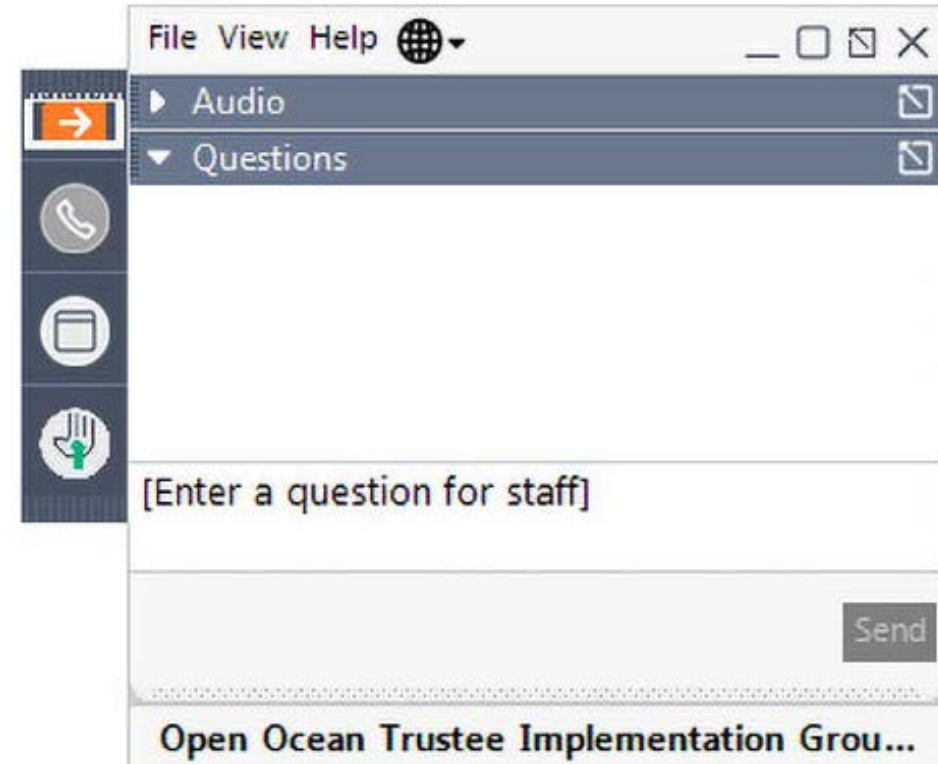 File View Help
Audio
Questions
[Enter a question for staff]
Send
Open Ocean Trustee Implementation Grou...